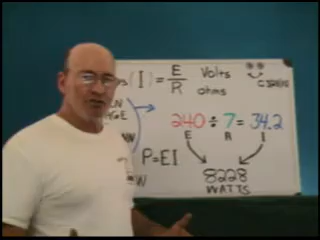 (I) = E/R Volts ohms
240 ÷ 7 = 34.2
E R I
P=EI
8228
WATTS